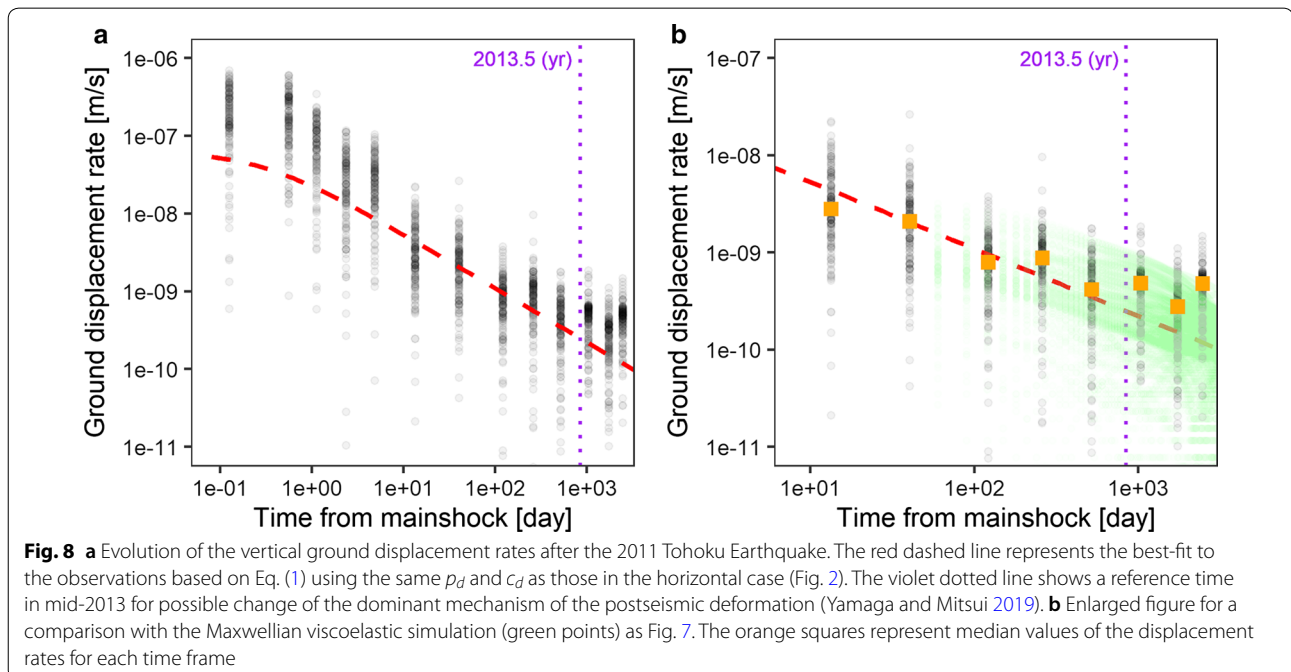 a
2013.5 (yr)
1e-06
1e-07
1e-08
1e-09
1e-10
1e-11
Ground displacement rate [m/s]
1e-01 1e+00 1e+01 1e+02 1e+03
Time from mainshock [day]
b
2013.5 (yr)
1e-07
1e-08
1e-09
1e-10
1e-11
Ground displacement rate [m/s]
1e+01 1e+02 1e+03
Time from mainshock [day]
Fig. 8 a Evolution of the vertical ground displacement rates after the 2011 Tohoku Earthquake. The red dashed line represents the best-fit to
the observations based on Eq. (1) using the same pd and cd as those in the horizontal case (Fig. 2). The violet dotted line shows a reference time
in mid-2013 for possible change of the dominant mechanism of the postseismic deformation (Yamaga and Mitsui 2019). b Enlarged figure for a
comparison with the Maxwellian viscoelastic simulation (green points) as Fig. 7. The orange squares represent median values of the displacement
rates for each time frame